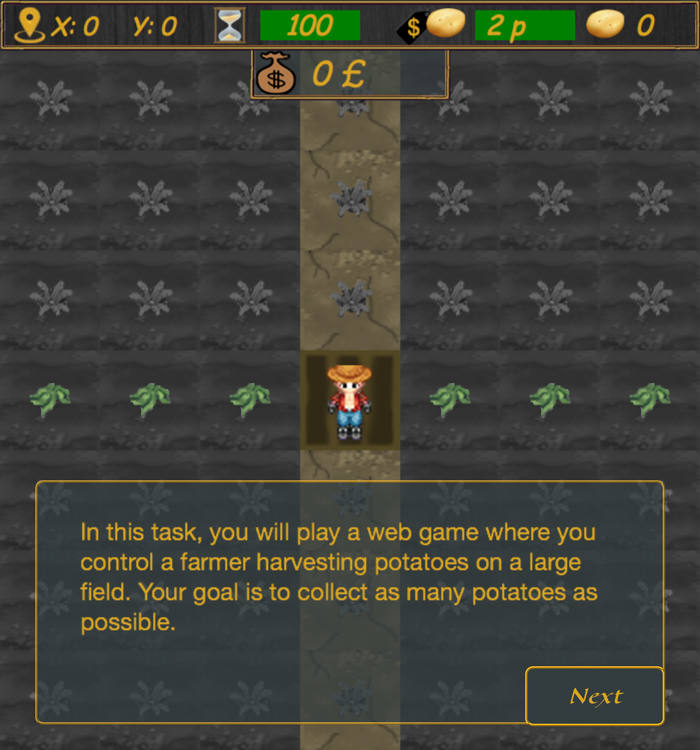 X: 0 Y: 0 100 $ 2 p 0
$ 0 £
In this task, you will play a web game where you
control a farmer harvesting potatoes on a large
field. Your goal is to collect as many potatoes as
possible.
Next